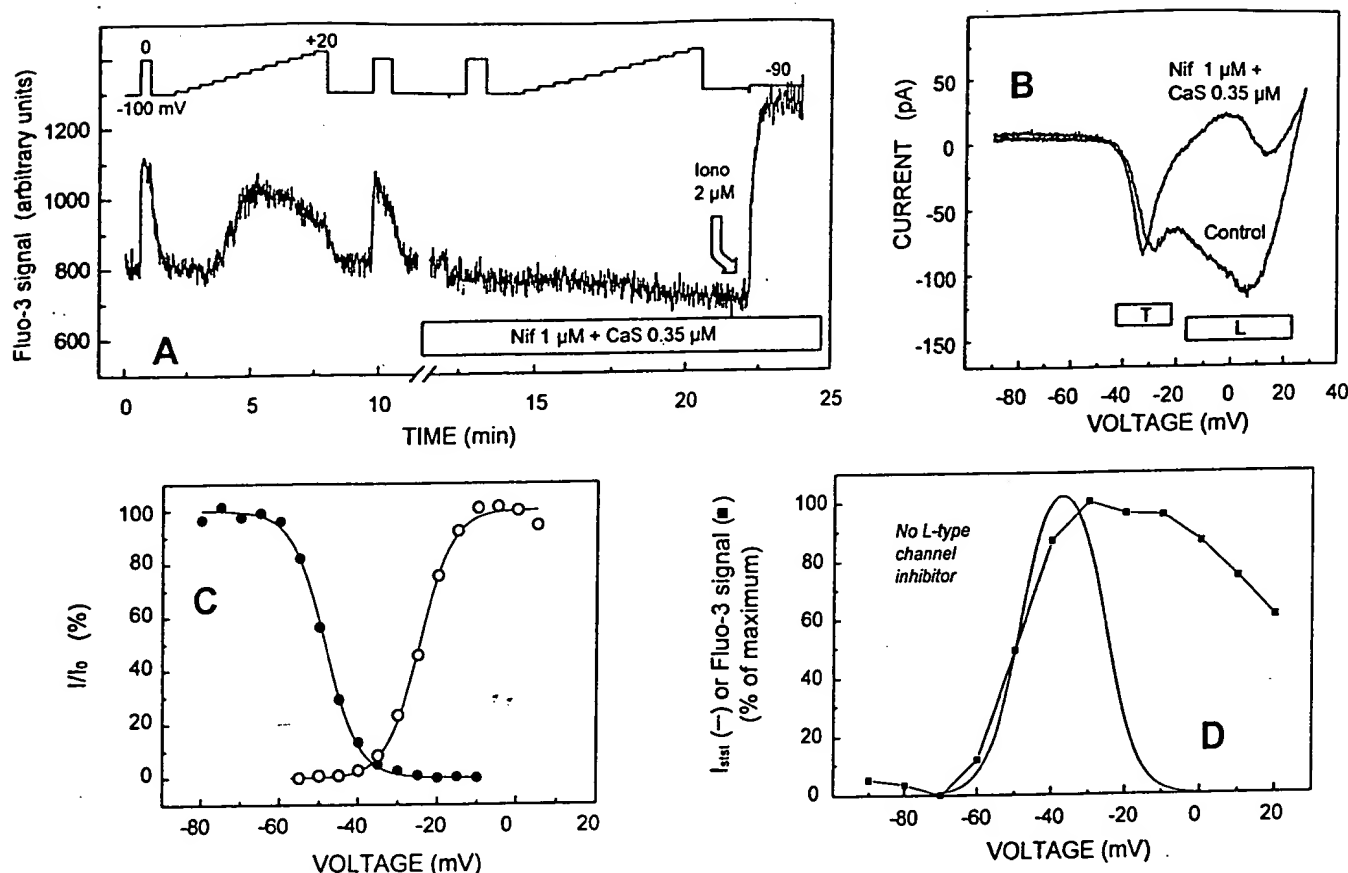 0
+20
-100 mV
-90
Fluo-3 signal (arbitrary units)
1200
1000
800
600
Iono
2 µM
A
Nif 1 µM + CaS 0.35 µM
0 5 10 15 20 25
TIME (min)
B
Nif 1 µM +
CaS 0.35 µM
CURRENT (pA)
50
0
-50
-100
-150
Control
T
L
-80 -60 -40 -20 0 20 40
VOLTAGE (mV)
C
I/I₀ (%)
100
80
60
40
20
0
-80 -60 -40 -20 0 20
VOLTAGE (mV)
Istst (─) or Fluo-3 signal (■)
(% of maximum)
100
80
60
40
20
0
No L-type
channel
inhibitor
D
-80 -60 -40 -20 0 20
VOLTAGE (mV)